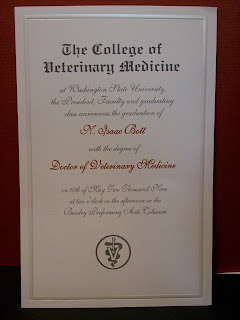 The College of
Veterinary Medicine
at Washington State University,
the President, Faculty and graduating
class announces the graduation of
N. Isaac Bott
with the degree of
Doctor of Veterinary Medicine
on 10th of May Two Thousand Nine
at two o'clock in the afternoon in the
Beasley Performing Arts Coliseum